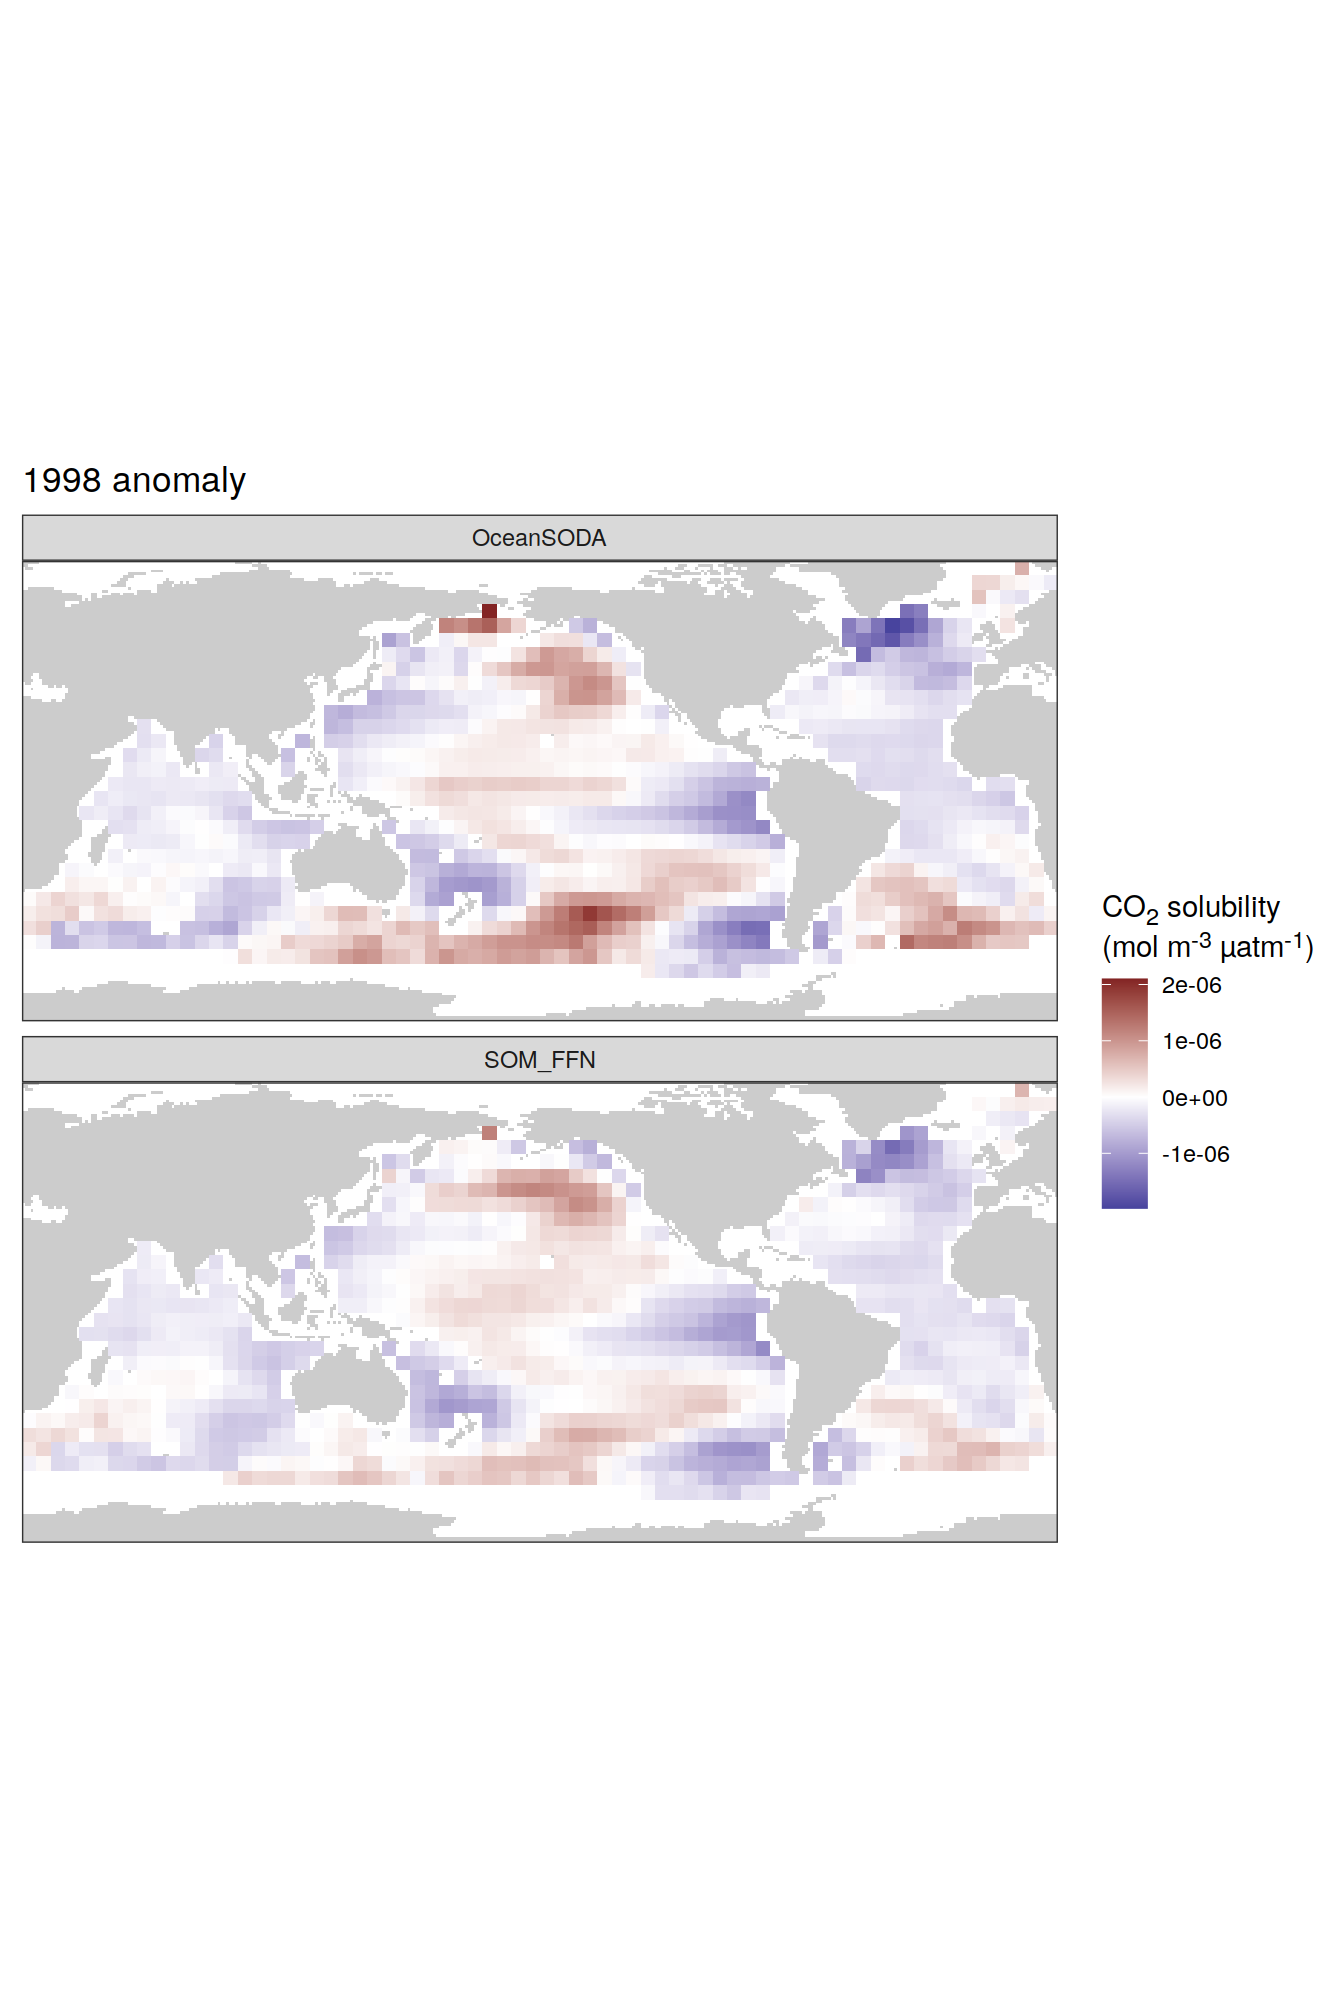 1998 anomaly
OceanSODA
CO₂ solubility
(mol m⁻³ µatm⁻¹)
2e-06
1e-06
0e+00
-1e-06
SOM_FFN